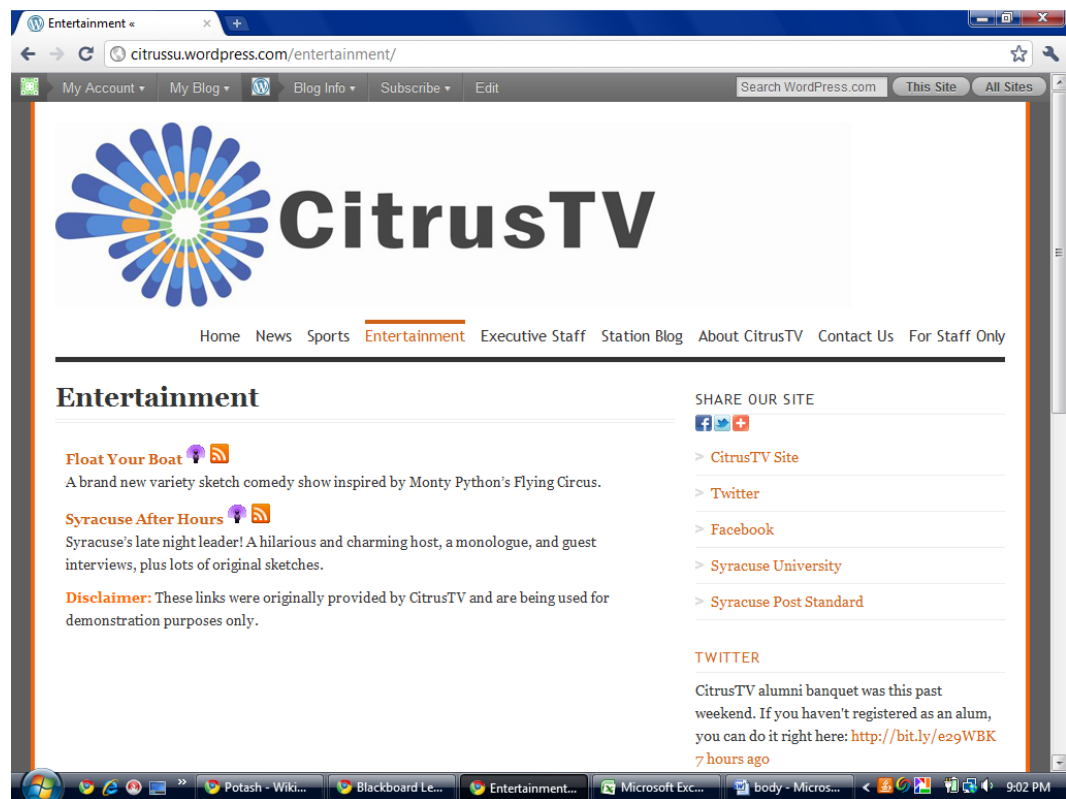 Entertainment «
citrussu.wordpress.com/entertainment/
My Account My Blog Blog Info Subscribe Edit Search WordPress.com This Site All Sites
CitrusTV
Home News Sports Entertainment Executive Staff Station Blog About CitrusTV Contact Us For Staff Only
Entertainment
Float Your Boat
A brand new variety sketch comedy show inspired by Monty Python's Flying Circus.
Syracuse After Hours
Syracuse's late night leader! A hilarious and charming host, a monologue, and guest
interviews, plus lots of original sketches.
Disclaimer: These links were originally provided by CitrusTV and are being used for
demonstration purposes only.
SHARE OUR SITE
> CitrusTV Site
> Twitter
> Facebook
> Syracuse University
> Syracuse Post Standard
TWITTER
CitrusTV alumni banquet was this past
weekend. If you haven't registered as an alum,
you can do it right here: http://bit.ly/e29WBK
7 hours ago
Potash - Wiki... Blackboard Le... Entertainment... Microsoft Exc... body - Micros... 9:02 PM